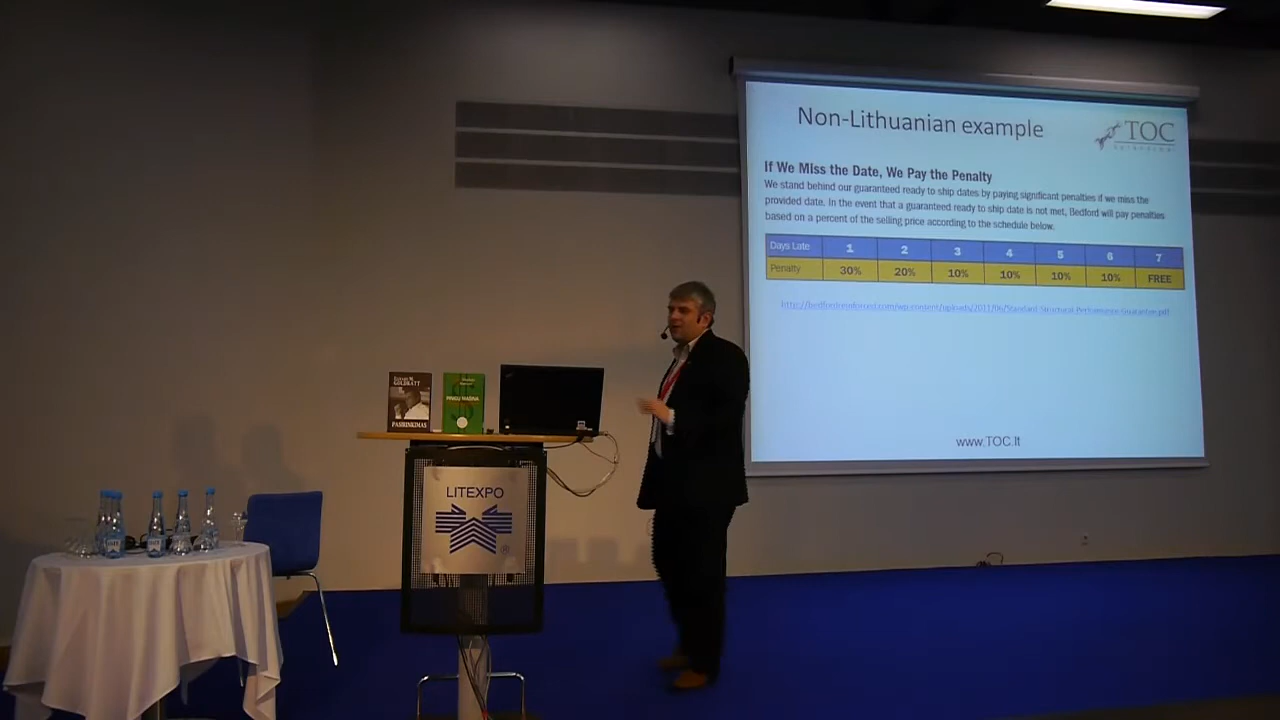 Non-Lithuanian example
TOC
If We Miss the Date, We Pay the Penalty
We stand behind our guaranteed ready to ship dates by paying significant penalties if we miss the
provided date. In the event that a guaranteed ready to ship date is not met, Bedford will pay penalties
based on a percent of the selling price according to the schedule below.
Days Late 1 2 3 4 5 6 7
Penalty 30% 20% 10% 10% 10% 10% FREE
www.TOC.lt
GOLDRATT
PASIRINKIMAS
PINIGŲ MAŠINA
LITEXPO
®